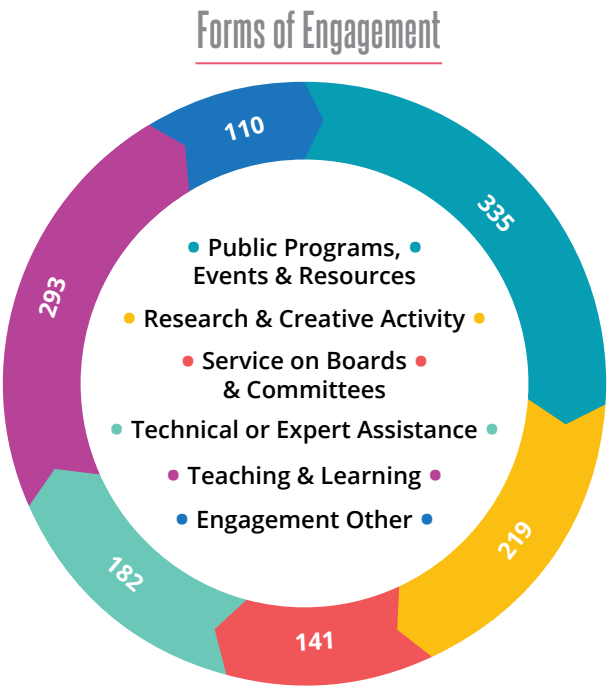 Forms of Engagement
110
335
293
Public Programs,
Events & Resources
Research & Creative Activity
Service on Boards
& Committees
Technical or Expert Assistance
Teaching & Learning
Engagement Other
219
182
141